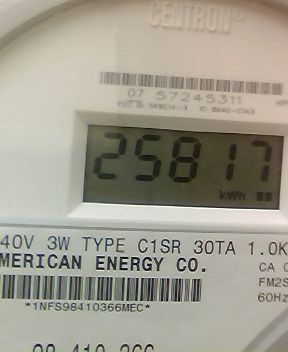 CENTRON
07 57245311
25817
kWh
40V 3W TYPE C1SR 30TA 1.0K
MERICAN ENERGY CO.
CA 0
FM2S
60Hz
*1NFS98410366MEC*